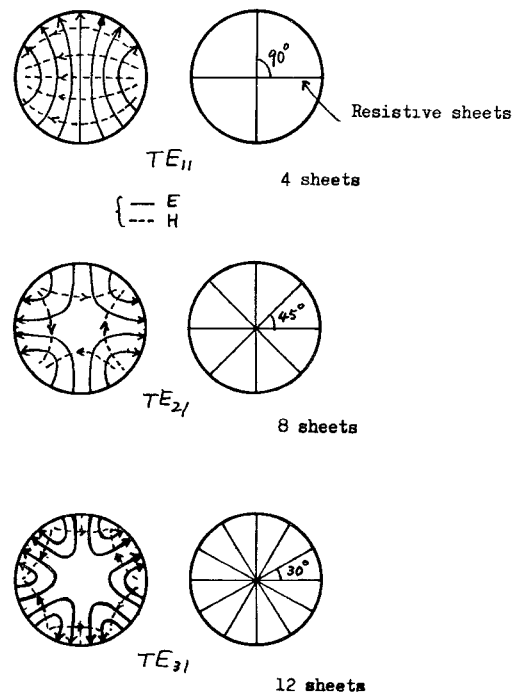 90°
Resistive sheets
TE11
4 sheets
— E
--- H
45°
TE21
8 sheets
30°
TE31
12 sheets